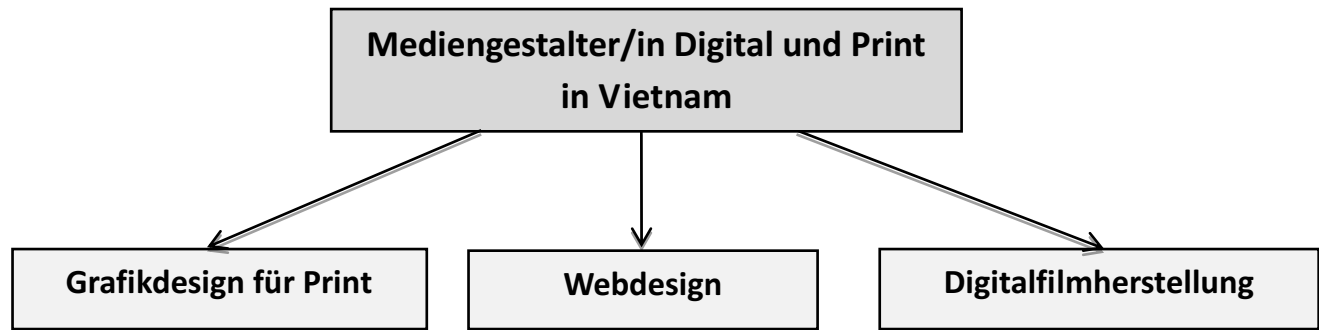 Mediengestalter/in Digital und Print
in Vietnam
Grafikdesign für Print
Webdesign
Digitalfilmherstellung